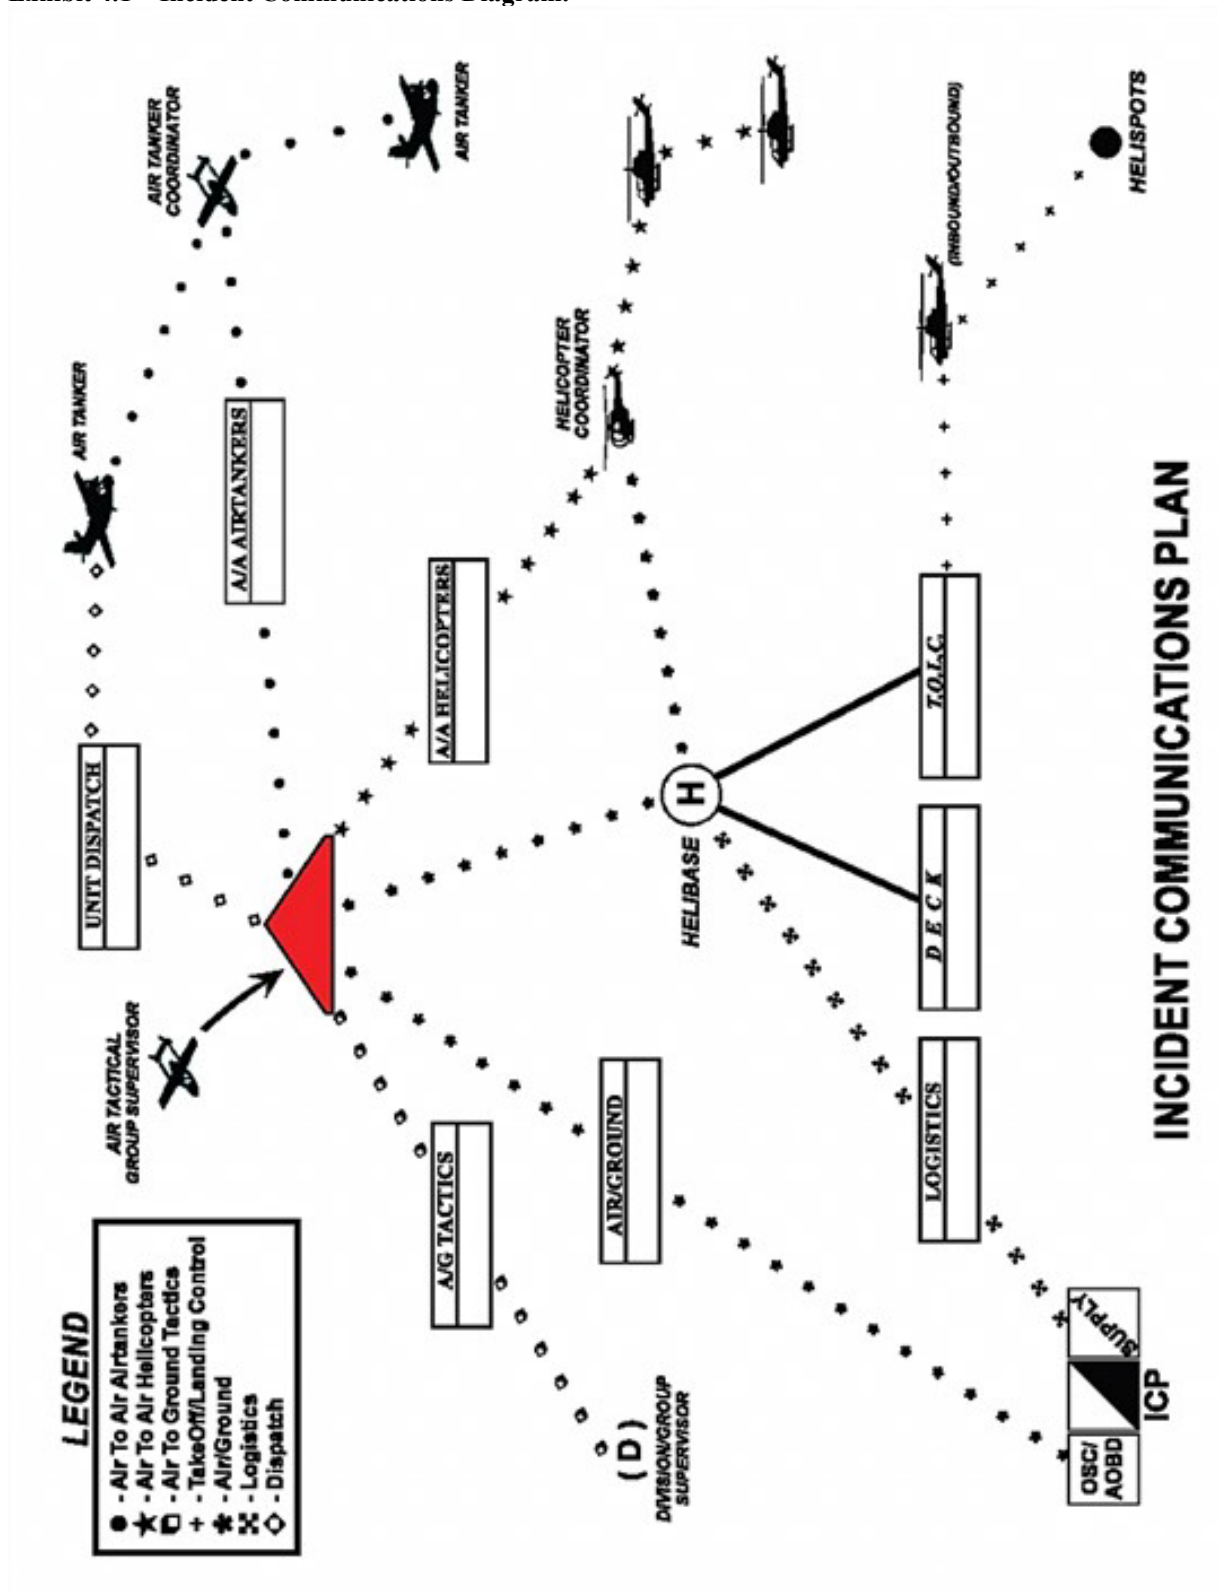 Exhibit 4.1 – Incident Communications Diagram.
LEGEND
- Air To Air Airtankers
- Air To Air Helicopters
- Air To Ground Tactics
+ - TakeOff/Landing Control
- Air/Ground
- Logistics
- Dispatch
AIR TACTICAL
GROUP SUPERVISOR
UNIT DISPATCH
AIR TANKER
AIR TANKER
COORDINATOR
AIR TANKER
A/A AIRTANKERS
A/G TACTICS
A/A HELICOPTERS
HELICOPTER
COORDINATOR
(D)
DIVISION/GROUP
SUPERVISOR
AIR/GROUND
H
HELIBASE
LOGISTICS
DECK
T.O.L.C.
(INBOUND/OUTBOUND)
HELISPOTS
OSC/
AOBD
SUPPLY
ICP
INCIDENT COMMUNICATIONS PLAN